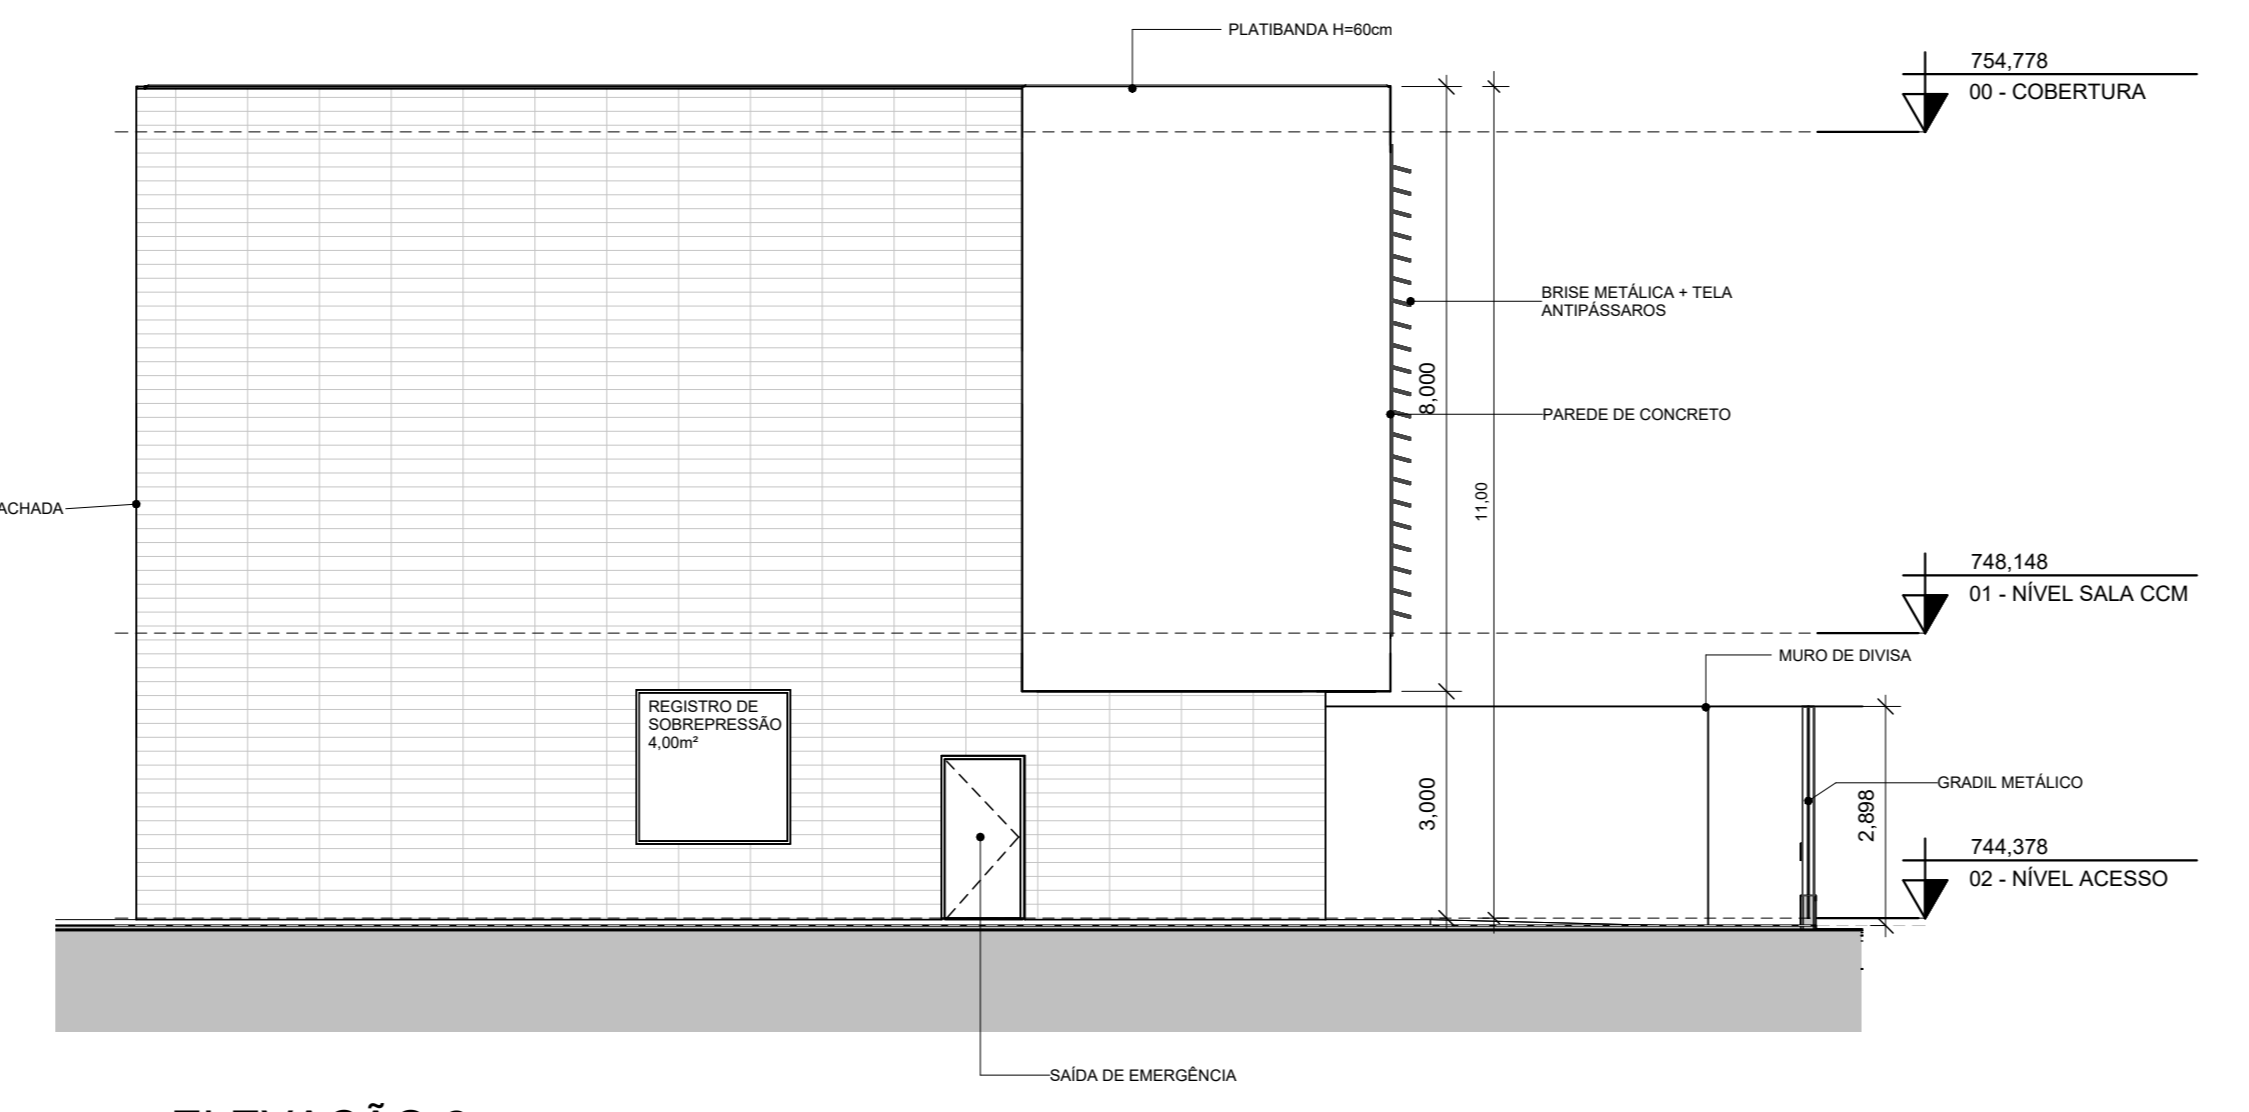 PLATIBANDA H=60cm
754,778
00 - COBERTURA
BRISE METÁLICA + TELA
ANTIPÁSSAROS
8,000
PAREDE DE CONCRETO
11,00
ACHADA
748,148
01 - NÍVEL SALA CCM
MURO DE DIVISA
REGISTRO DE
SOBREPRESSÃO
4,00m²
3,000
GRADIL METÁLICO
2,898
744,378
02 - NÍVEL ACESSO
SAÍDA DE EMERGÊNCIA